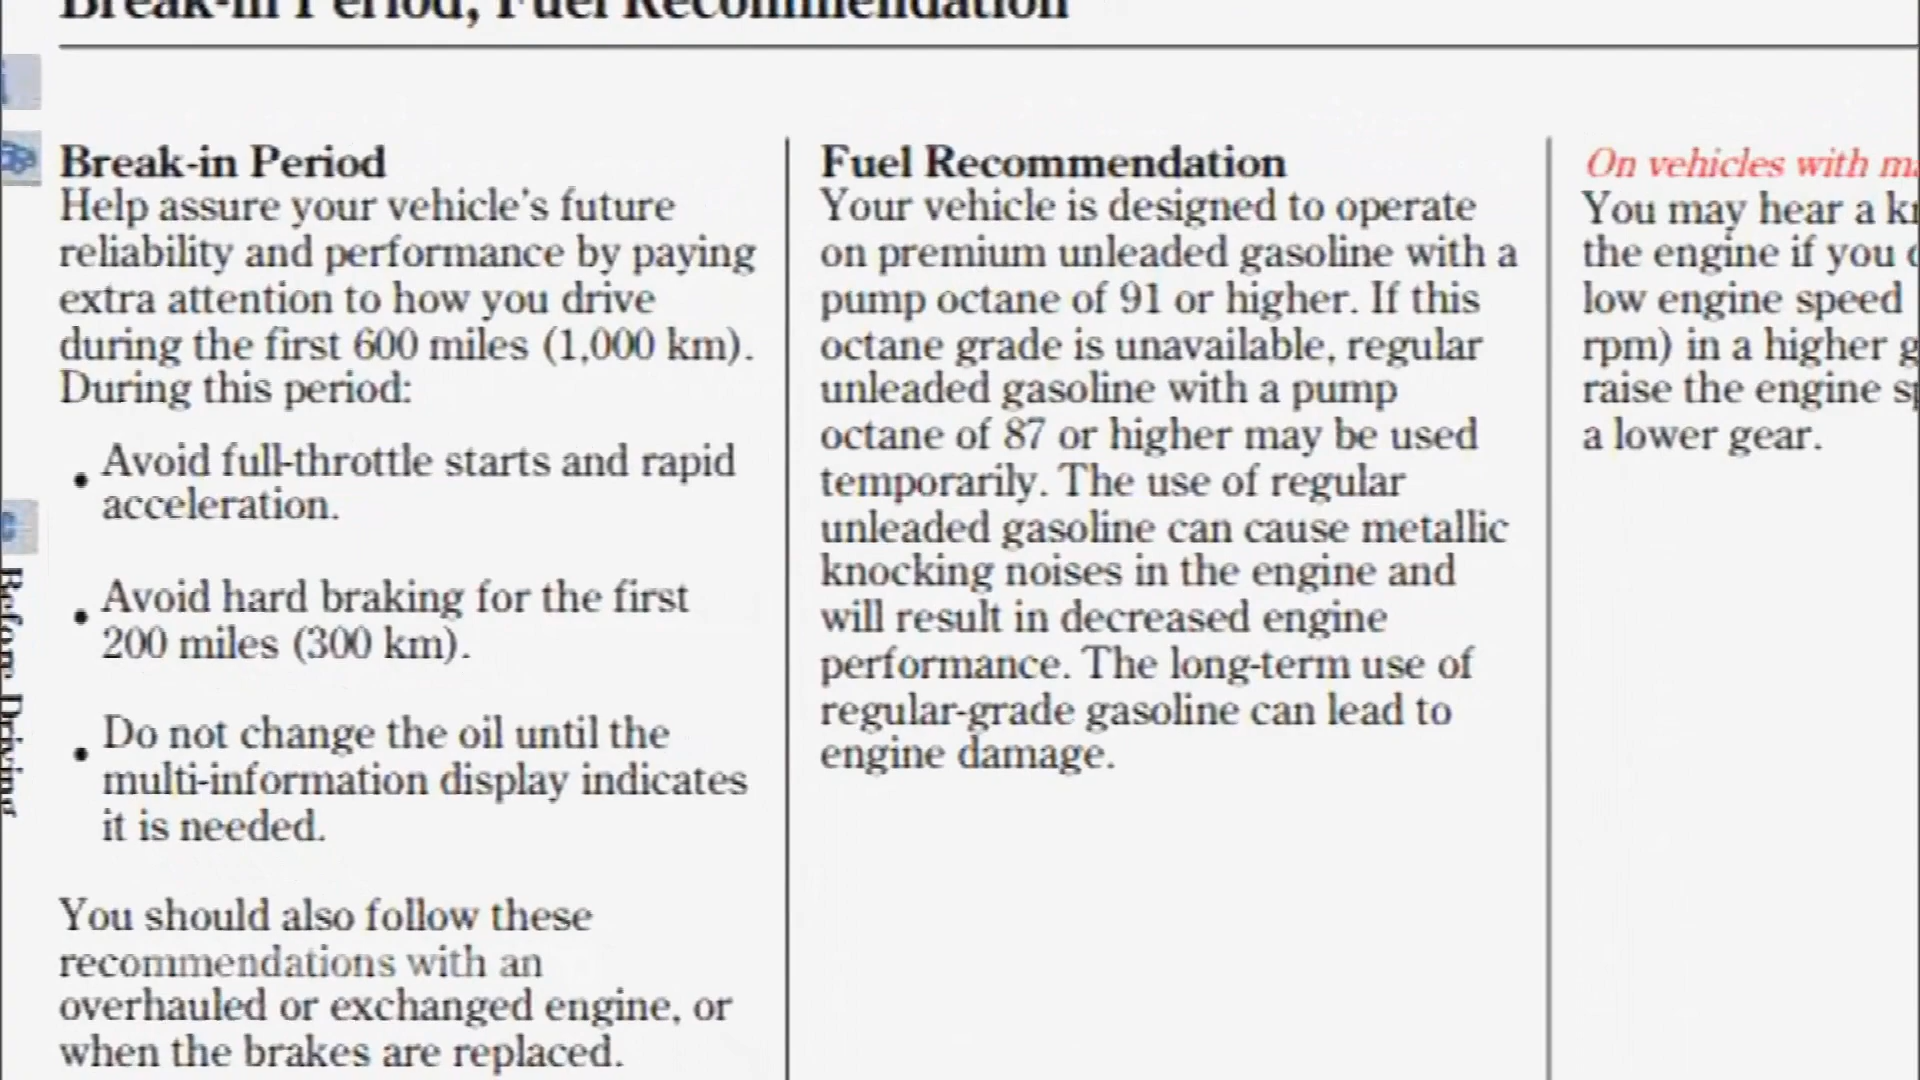 Break-in Period, Fuel Recommendation
Break-in Period
Help assure your vehicle's future
reliability and performance by paying
extra attention to how you drive
during the first 600 miles (1,000 km).
During this period:
• Avoid full-throttle starts and rapid
acceleration.
• Avoid hard braking for the first
200 miles (300 km).
• Do not change the oil until the
multi-information display indicates
it is needed.
You should also follow these
recommendations with an
overhauled or exchanged engine, or
when the brakes are replaced.
Fuel Recommendation
Your vehicle is designed to operate
on premium unleaded gasoline with a
pump octane of 91 or higher. If this
octane grade is unavailable, regular
unleaded gasoline with a pump
octane of 87 or higher may be used
temporarily. The use of regular
unleaded gasoline can cause metallic
knocking noises in the engine and
will result in decreased engine
performance. The long-term use of
regular-grade gasoline can lead to
engine damage.
On vehicles with
You may hear a
the engine if you
low engine speed
rpm) in a higher
raise the engine
a lower gear.
Before Driving